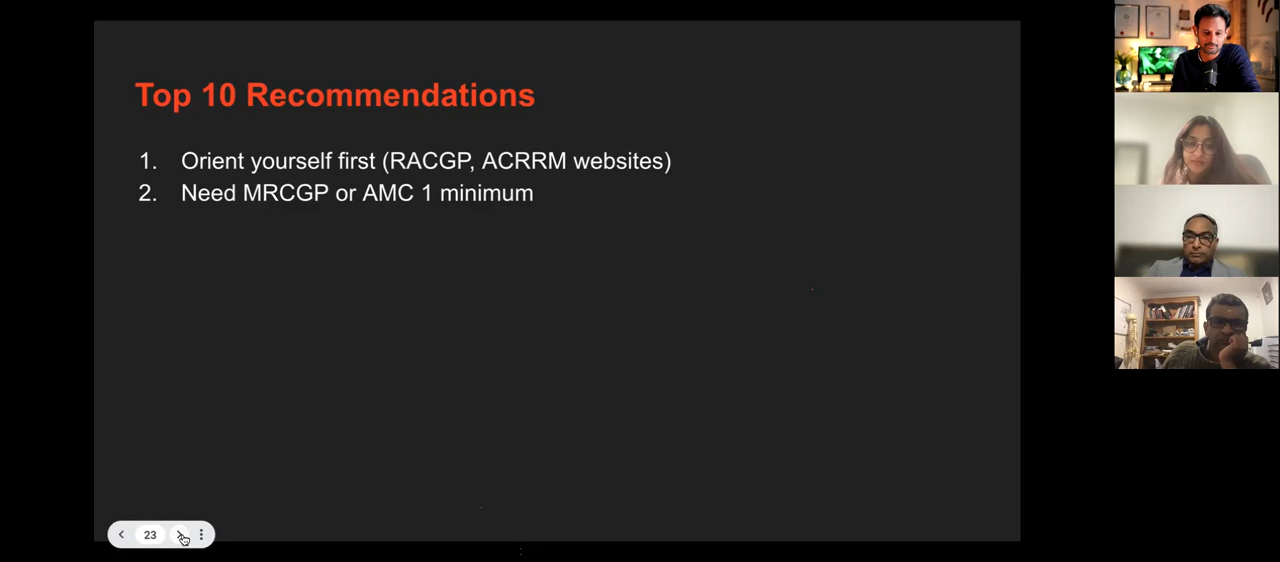 Top 10 Recommendations
1. Orient yourself first (RACGP, ACRRM websites)
2. Need MRCGP or AMC 1 minimum
23